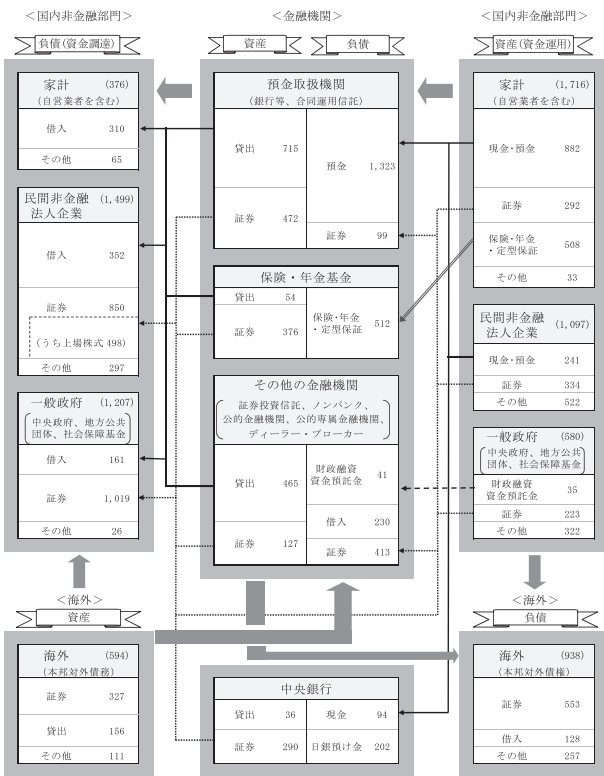 ＜国内非金融部門＞
負債(資金調達)
家計 (376)
(自営業者を含む)
借入 310
その他 65
民間非金融 (1,499)
法人企業
借入 352
証券 850
(うち上場株式 498)
その他 297
一般政府 (1,207)
中央政府、地方公共
団体、社会保障基金
借入 161
証券 1,019
その他 26
＜海外＞
資産
海外 (594)
(本邦対外債務)
証券 327
貸出 156
その他 111
＜金融機関＞
資産 負債
預金取扱機関
(銀行等、合同運用信託)
貸出 715
証券 472
預金 1,323
証券 99
保険・年金基金
貸出 54
証券 376
保険・年金 512
・定型保証
その他の金融機関
証券投資信託、ノンバンク、
公的金融機関、公的専属金融機関、
ディーラー・ブローカー
貸出 465
証券 127
財政融資 41
資金預託金
借入 230
証券 413
中央銀行
貸出 36
証券 290
現金 94
日銀預け金 202
＜国内非金融部門＞
資産(資金運用)
家計 (1,716)
(自営業者を含む)
現金・預金 882
証券 292
保険・年金 508
・定型保証
その他 33
民間非金融
法人企業 (1,097)
現金・預金 241
証券 334
その他 522
一般政府 (580)
中央政府、地方公共
団体、社会保障基金
財政融資 35
資金預託金
証券 223
その他 322
＜海外＞
負債
海外 (938)
(本邦対外債権)
証券 553
借入 128
その他 257